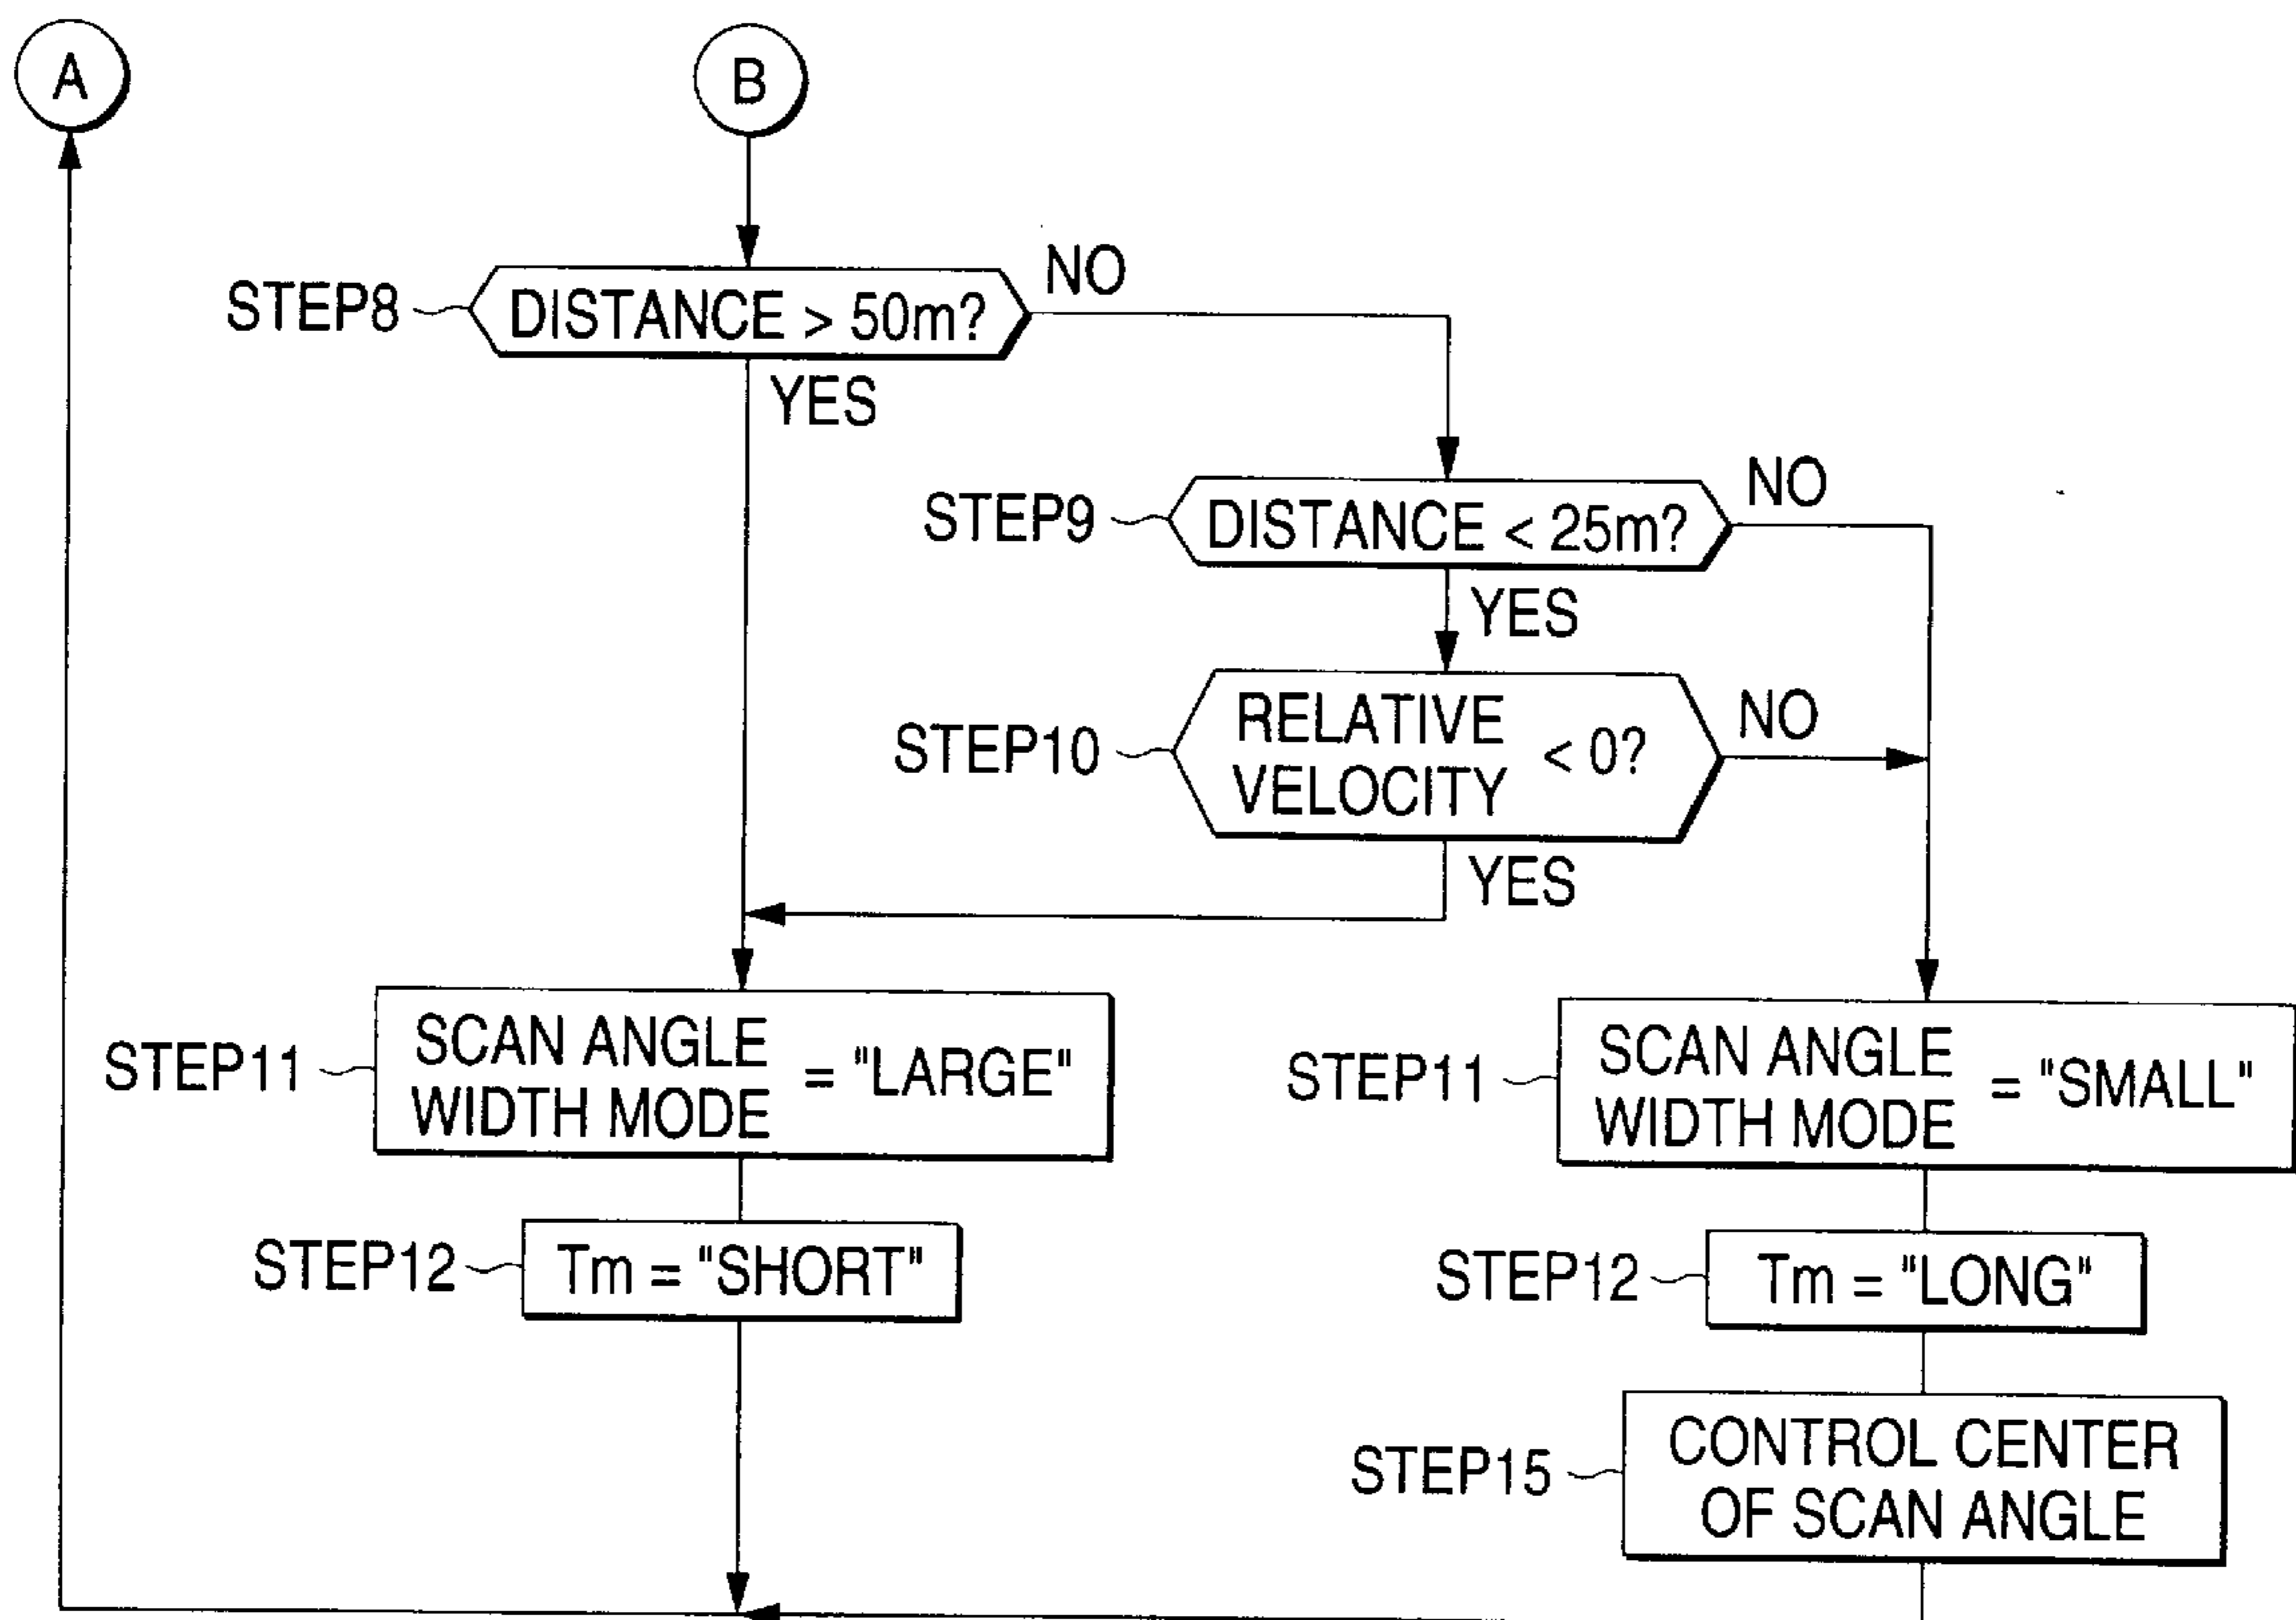 A
B
STEP8
DISTANCE > 50m?
NO
YES
STEP9
DISTANCE < 25m?
NO
YES
STEP10
RELATIVE
VELOCITY
< 0?
NO
YES
STEP11
SCAN ANGLE
WIDTH MODE
= "LARGE"
STEP11
SCAN ANGLE
WIDTH MODE
= "SMALL"
STEP12
Tm = "SHORT"
STEP12
Tm = "LONG"
STEP15
CONTROL CENTER
OF SCAN ANGLE